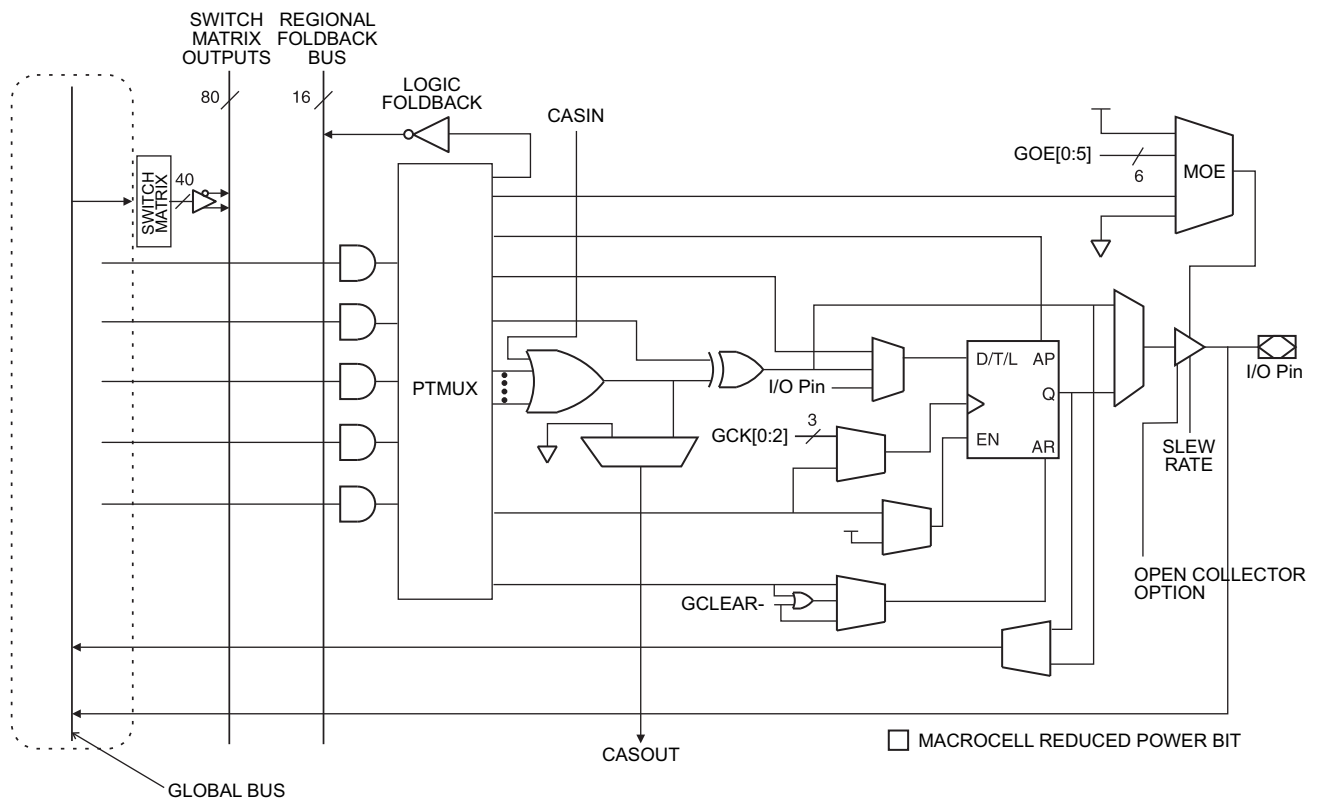 SWITCH
MATRIX
OUTPUTS
REGIONAL
FOLDBACK
BUS
80
16
LOGIC
FOLDBACK
CASIN
GOE[0:5]
6
MOE
SWITCH
MATRIX
40
PTMUX
I/O Pin
D/T/L
AP
Q
EN
AR
I/O Pin
GCK[0:2]
3
SLEW
RATE
OPEN COLLECTOR
OPTION
GCLEAR-
CASOUT
MACROCELL REDUCED POWER BIT
GLOBAL BUS